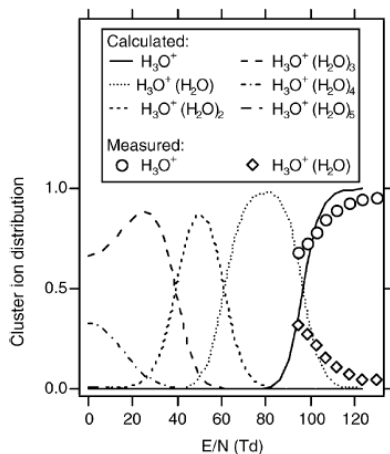 Calculated:
H₃O⁺
H₃O⁺ (H₂O)₃
H₃O⁺ (H₂O)
H₃O⁺ (H₂O)₄
H₃O⁺ (H₂O)₂
H₃O⁺ (H₂O)₅
Measured:
H₃O⁺
H₃O⁺ (H₂O)
Cluster ion distribution
1.0
0.5
0.0
0 20 40 60 80 100 120
E/N (Td)